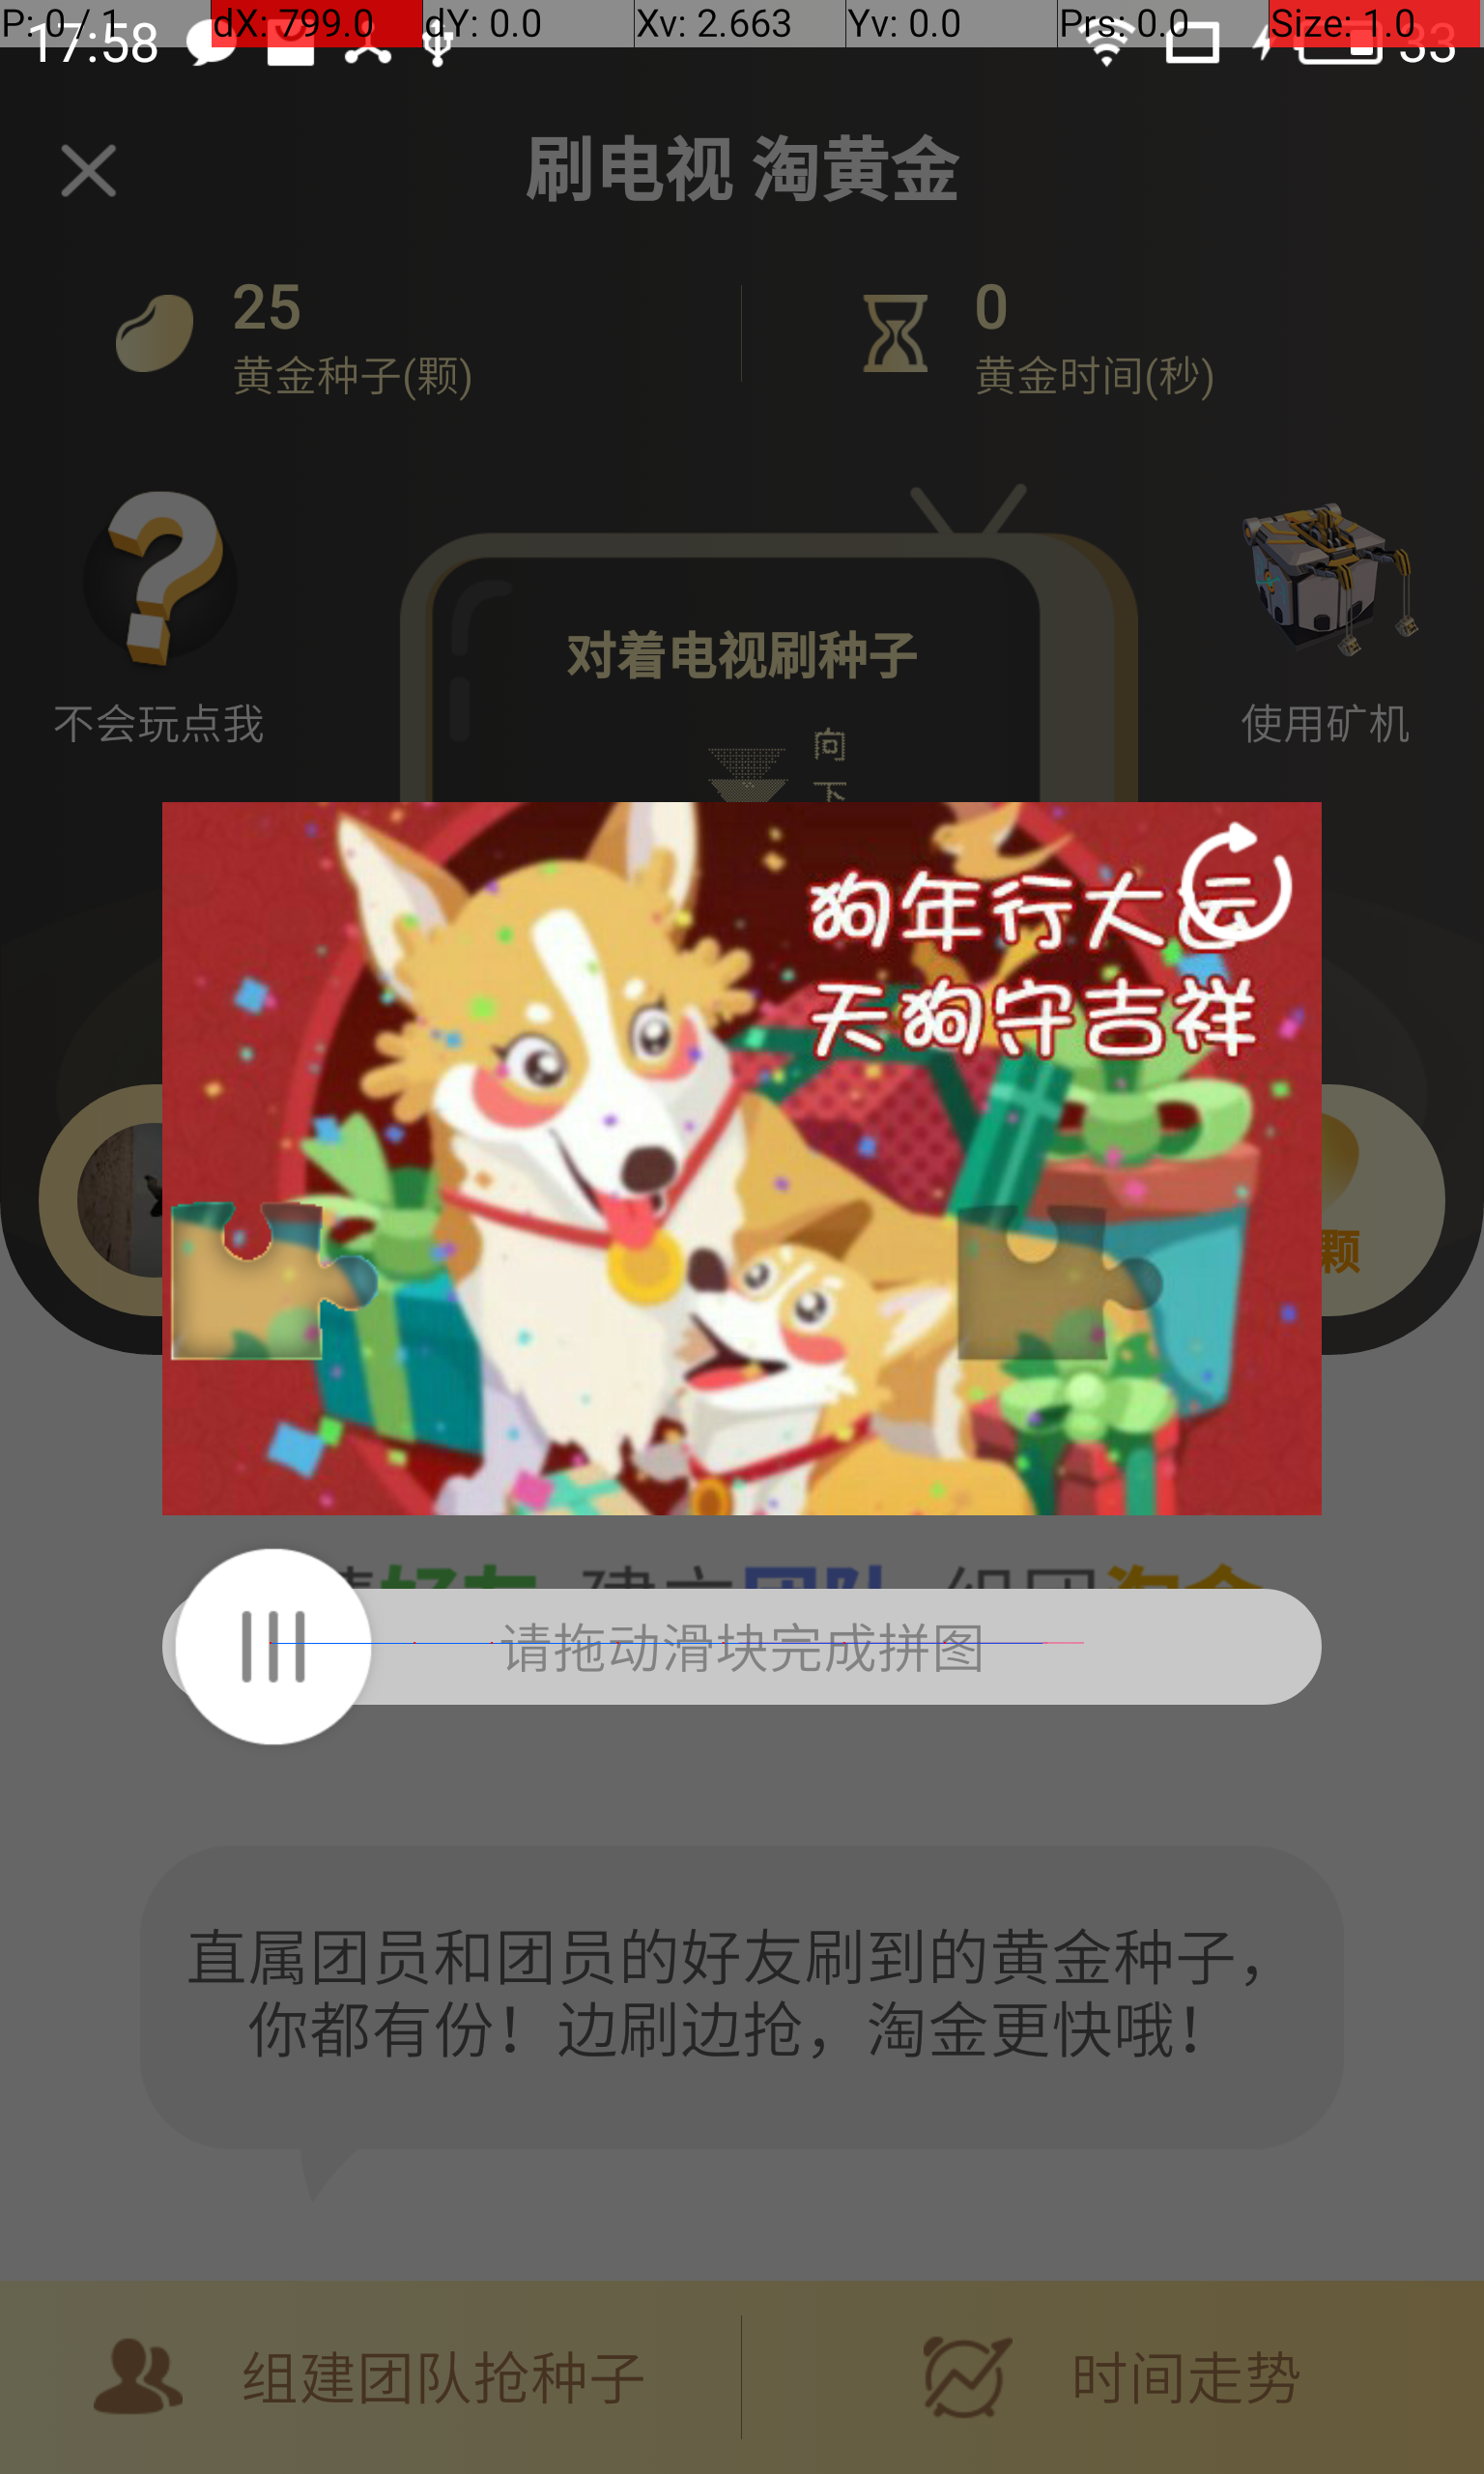 P: 0 / 1 dX: 799.0 dY: 0.0 Xv: 2.663 Yv: 0.0 Prs: 0.0 Size: 1.0
17:58 33
刷电视 淘黄金
25
黄金种子(颗)
0
黄金时间(秒)
对着电视刷种子
不会玩点我
使用矿机
向
下
狗年行大运
天狗守吉祥
颗
请拖动滑块完成拼图
直属团员和团员的好友刷到的黄金种子，
你都有份！边刷边抢，淘金更快哦！
组建团队抢种子
时间走势